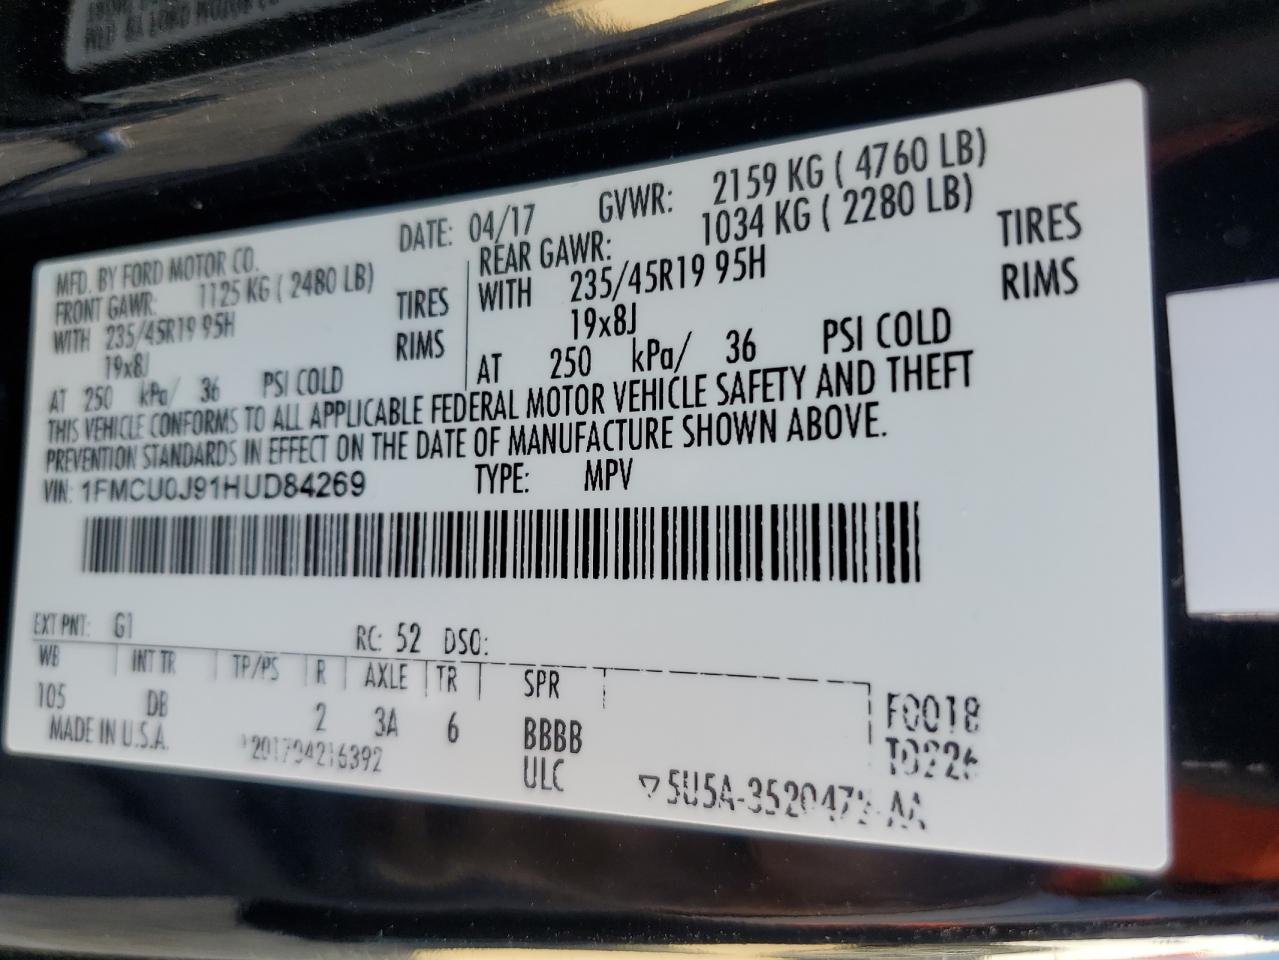 MFD. BY FORD MOTOR CO. DATE: 04/17 GVWR: 2159 KG ( 4760 LB)
FRONT GAWR: 1125 KG ( 2480 LB) REAR GAWR: 1034 KG ( 2280 LB)
WITH 235/45R19 95H TIRES WITH 235/45R19 95H TIRES
19x8J RIMS 19x8J RIMS
AT 250 kPa/ 36 PSI COLD AT 250 kPa/ 36 PSI COLD
THIS VEHICLE CONFORMS TO ALL APPLICABLE FEDERAL MOTOR VEHICLE SAFETY AND THEFT
PREVENTION STANDARDS IN EFFECT ON THE DATE OF MANUFACTURE SHOWN ABOVE.
VIN: 1FMCU0J91HUD84269 TYPE: MPV
EXT PNT: G1 RC: 52 DSO:
WB INT TR TP/PS R AXLE TR SPR
105 DB 2 3A 6 BBBB F0018
MADE IN U.S.A. *201704216392 ULC T0226
5U5A-3520472-AA